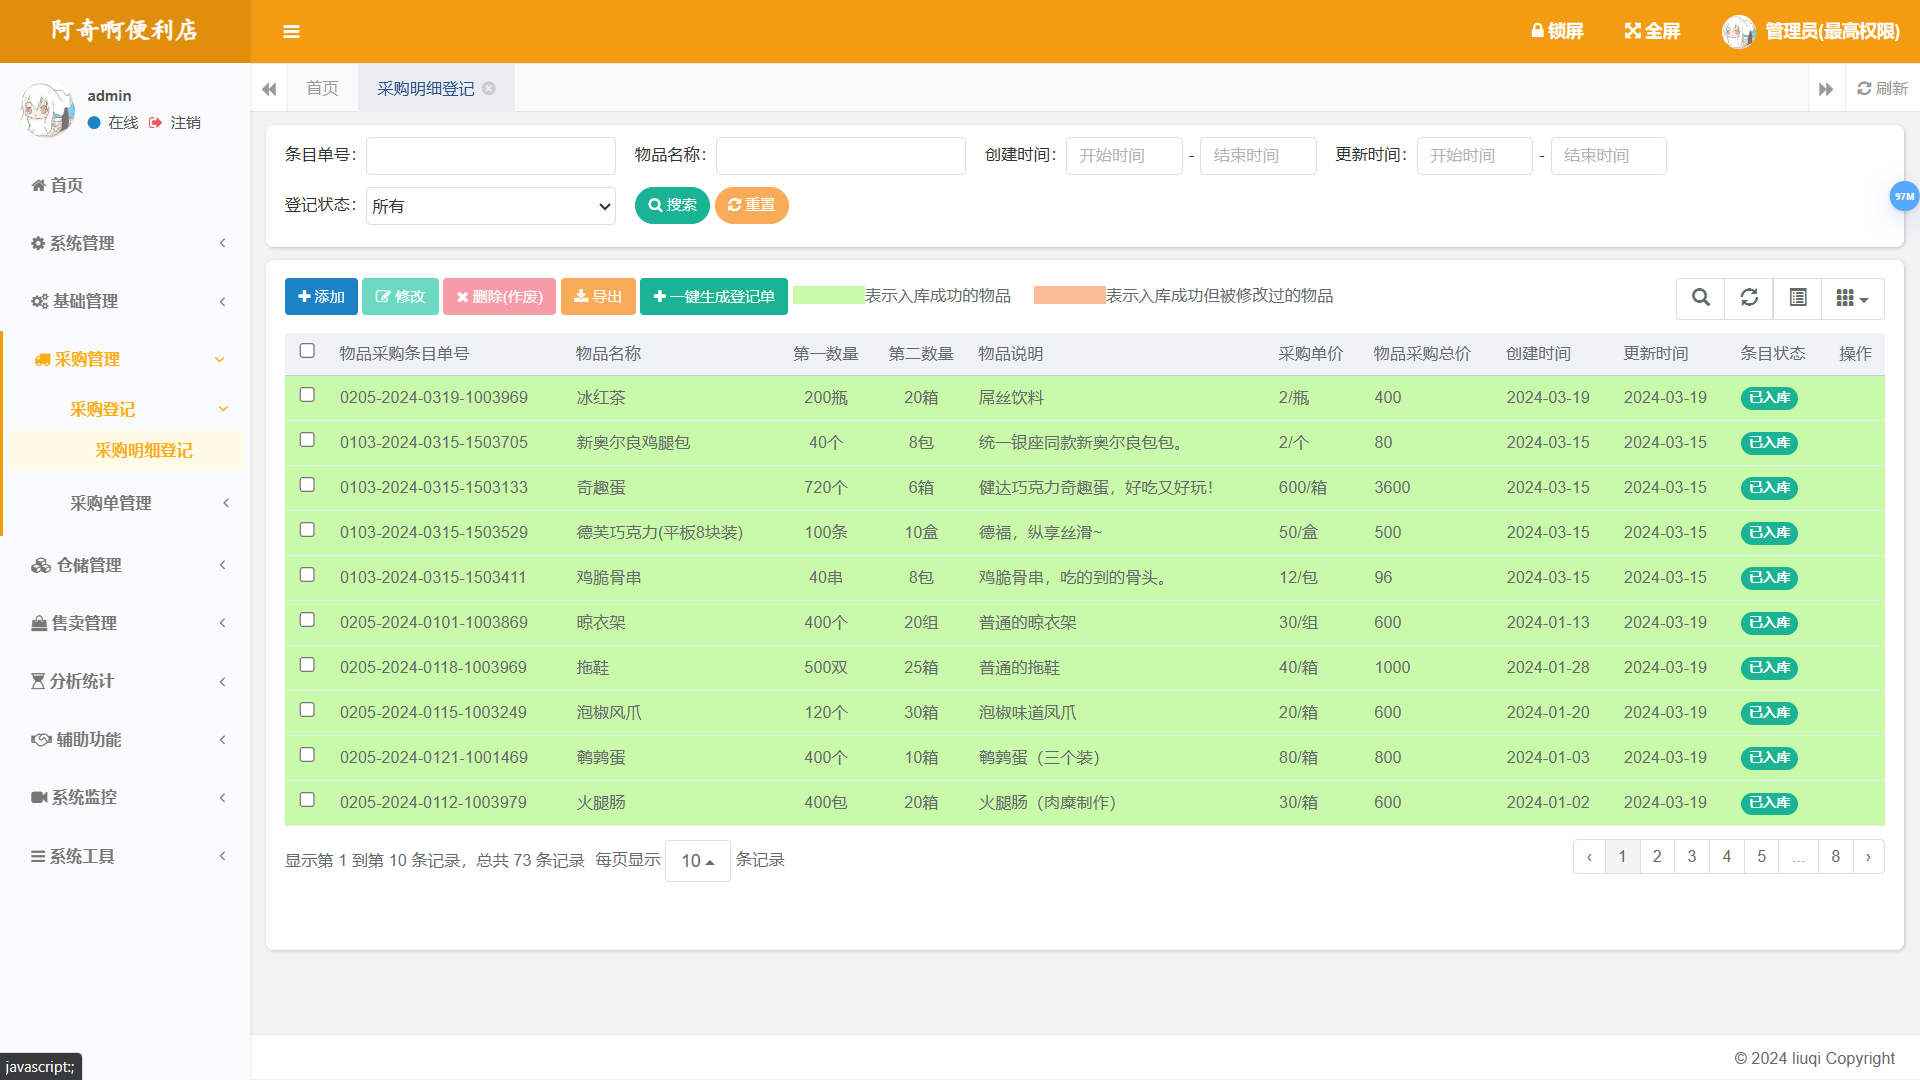 阿奇啊便利店
锁屏 全屏 管理员(最高权限)
admin
在线 注销
首页 采购明细登记 刷新
首页
系统管理
基础管理
采购管理
采购登记
采购明细登记
采购单管理
仓储管理
售卖管理
分析统计
辅助功能
系统监控
系统工具
条目单号： 物品名称： 创建时间： 开始时间 - 结束时间 更新时间： 开始时间 - 结束时间
登记状态： 所有 搜索 重置
97M
添加 修改 删除(作废) 导出 一键生成登记单 表示入库成功的物品 表示入库成功但被修改过的物品
物品采购条目单号 物品名称 第一数量 第二数量 物品说明 采购单价 物品采购总价 创建时间 更新时间 条目状态 操作
0205-2024-0319-1003969 冰红茶 200瓶 20箱 屌丝饮料 2/瓶 400 2024-03-19 2024-03-19 已入库
0103-2024-0315-1503705 新奥尔良鸡腿包 40个 8包 统一银座同款新奥尔良包包。 2/个 80 2024-03-15 2024-03-15 已入库
0103-2024-0315-1503133 奇趣蛋 720个 6箱 健达巧克力奇趣蛋，好吃又好玩！ 600/箱 3600 2024-03-15 2024-03-15 已入库
0103-2024-0315-1503529 德芙巧克力(平板8块装) 100条 10盒 德福，纵享丝滑~ 50/盒 500 2024-03-15 2024-03-15 已入库
0103-2024-0315-1503411 鸡脆骨串 40串 8包 鸡脆骨串，吃的到的骨头。 12/包 96 2024-03-15 2024-03-15 已入库
0205-2024-0101-1003869 晾衣架 400个 20组 普通的晾衣架 30/组 600 2024-01-13 2024-03-19 已入库
0205-2024-0118-1003969 拖鞋 500双 25箱 普通的拖鞋 40/箱 1000 2024-01-28 2024-03-19 已入库
0205-2024-0115-1003249 泡椒风爪 120个 30箱 泡椒味道凤爪 20/箱 600 2024-01-20 2024-03-19 已入库
0205-2024-0121-1001469 鹌鹑蛋 400个 10箱 鹌鹑蛋（三个装） 80/箱 800 2024-01-03 2024-03-19 已入库
0205-2024-0112-1003979 火腿肠 400包 20箱 火腿肠（肉糜制作） 30/箱 600 2024-01-02 2024-03-19 已入库
显示第 1 到第 10 条记录，总共 73 条记录 每页显示 10 条记录 ‹ 1 2 3 4 5 ... 8 ›
© 2024 liuqi Copyright
javascript:;